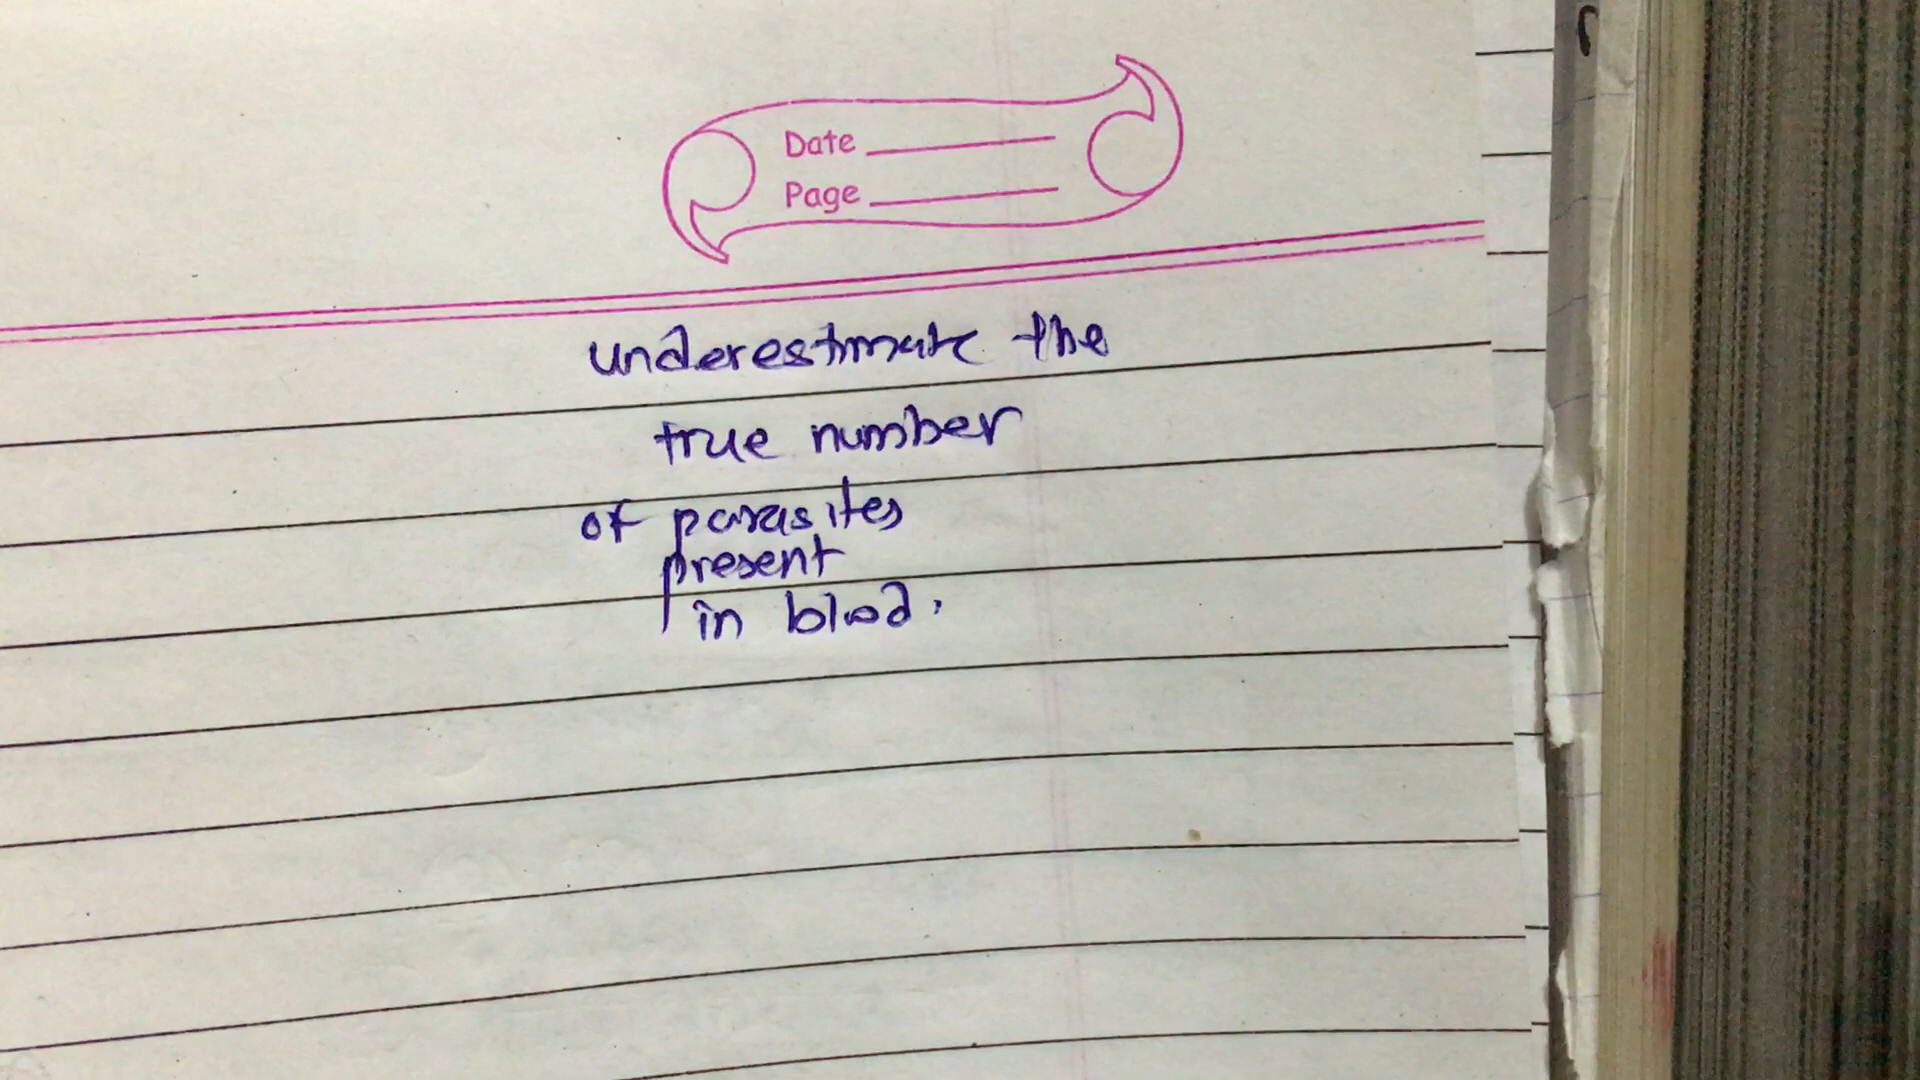 Date
Page
underestimate the
true number
of parasites
present
in blood.